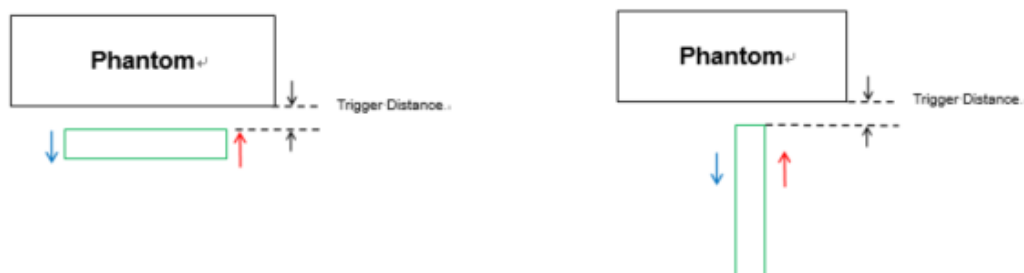 Phantom↵
Trigger Distance..
Phantom↵
Trigger Distance.